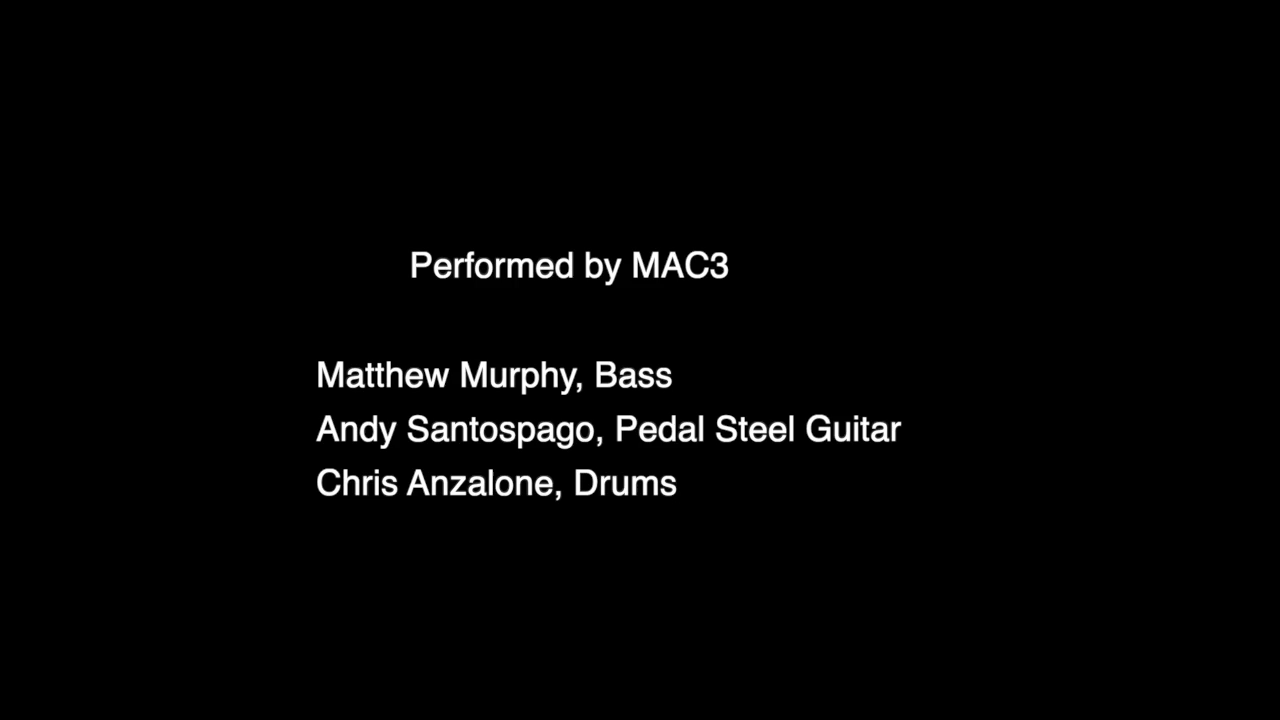 Performed by MAC3
Matthew Murphy, Bass
Andy Santospago, Pedal Steel Guitar
Chris Anzalone, Drums